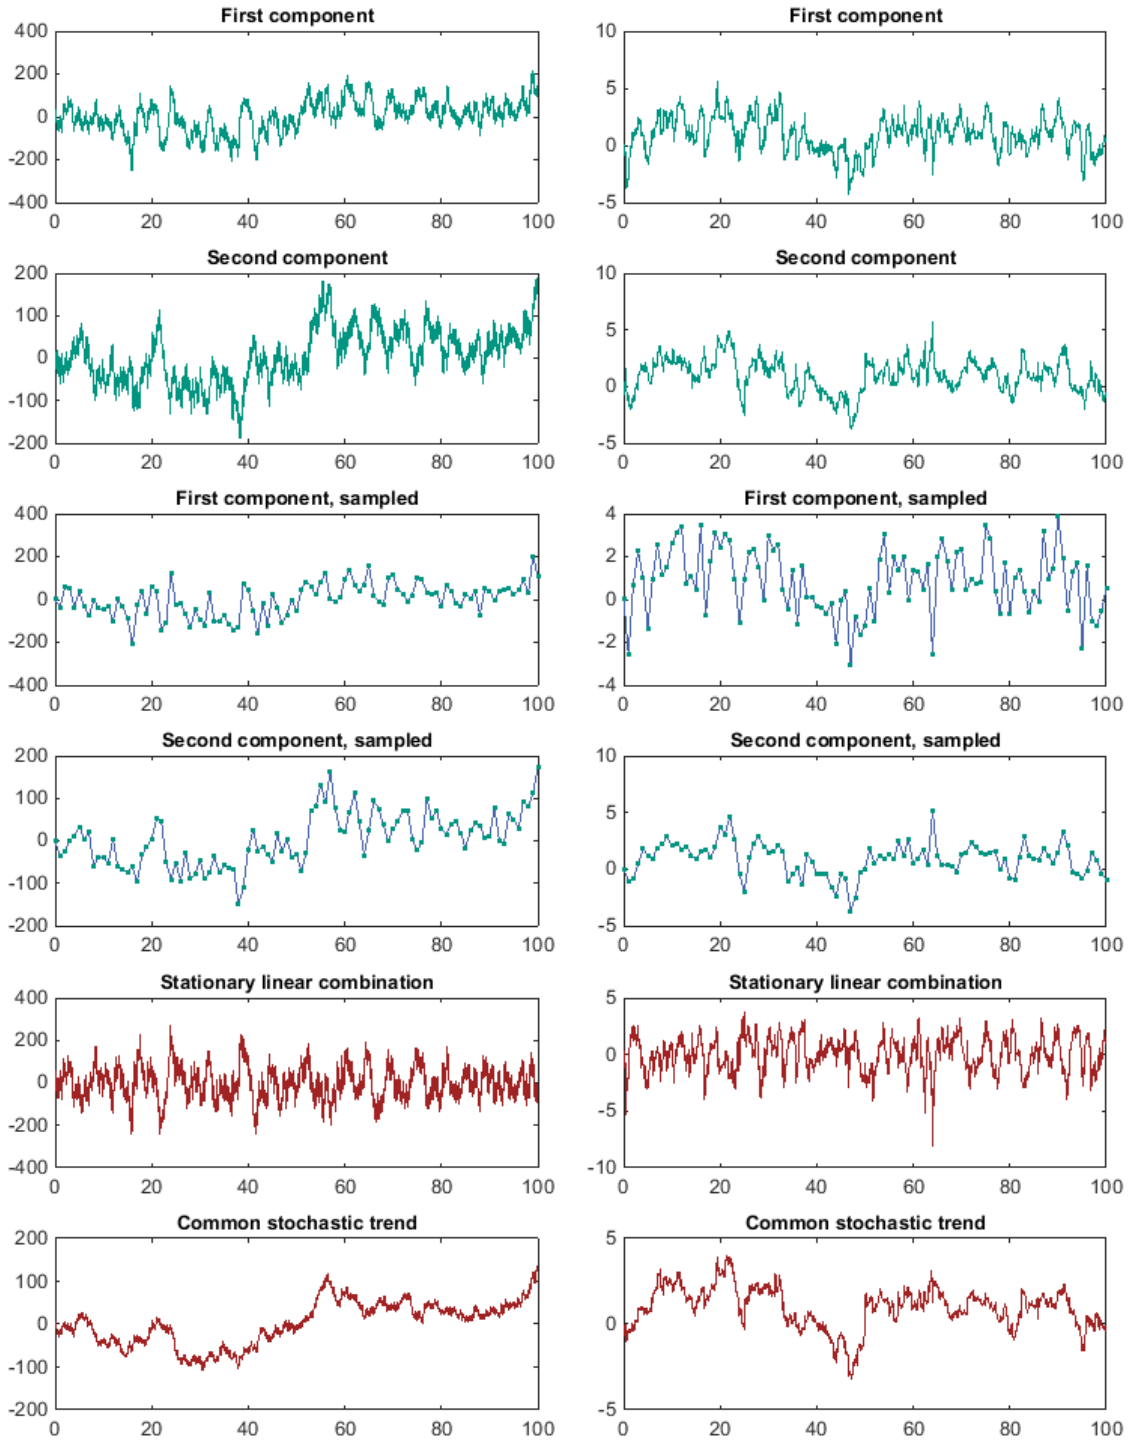 First component First component
400 10
200 5
0 0
-200
-400 -5
0 20 40 60 80 100 0 20 40 60 80 100
Second component Second component
200 10
100 5
0 0
-100
-200 -5
0 20 40 60 80 100 0 20 40 60 80 100
First component, sampled First component, sampled
400 4
200 2
0 0
-200 -2
-400 -4
0 20 40 60 80 100 0 20 40 60 80 100
Second component, sampled Second component, sampled
200 10
100 5
0 0
-100
-200 -5
0 20 40 60 80 100 0 20 40 60 80 100
Stationary linear combination Stationary linear combination
400 5
200 0
0
-200 -5
-400 -10
0 20 40 60 80 100 0 20 40 60 80 100
Common stochastic trend Common stochastic trend
200 5
100
0 0
-100
-200 -5
0 20 40 60 80 100 0 20 40 60 80 100